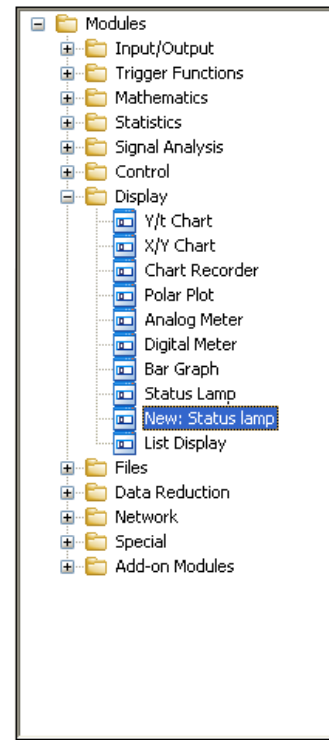 Modules
Input/Output
Trigger Functions
Mathematics
Statistics
Signal Analysis
Control
Display
Y/t Chart
X/Y Chart
Chart Recorder
Polar Plot
Analog Meter
Digital Meter
Bar Graph
Status Lamp
New: Status lamp
List Display
Files
Data Reduction
Network
Special
Add-on Modules